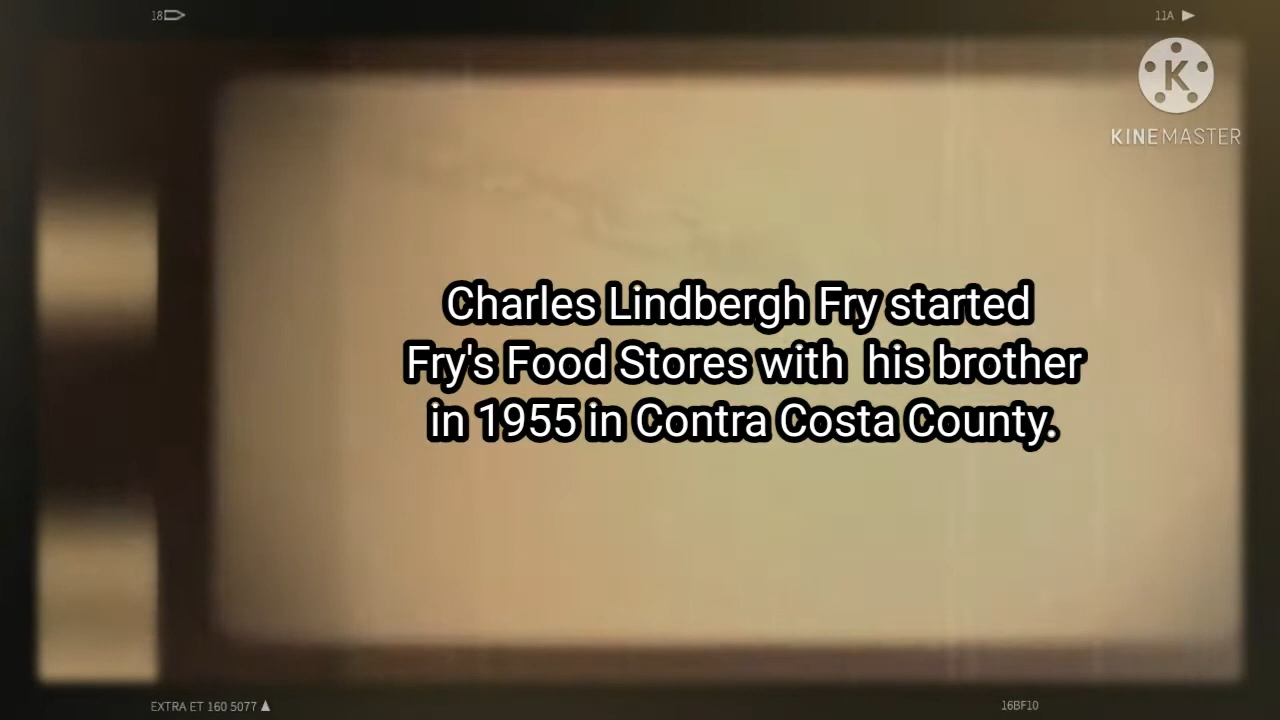 18
11A
K
KINEMASTER
Charles Lindbergh Fry started
Fry's Food Stores with  his brother
in 1955 in Contra Costa County.
EXTRA ET 160 5077
16BF10